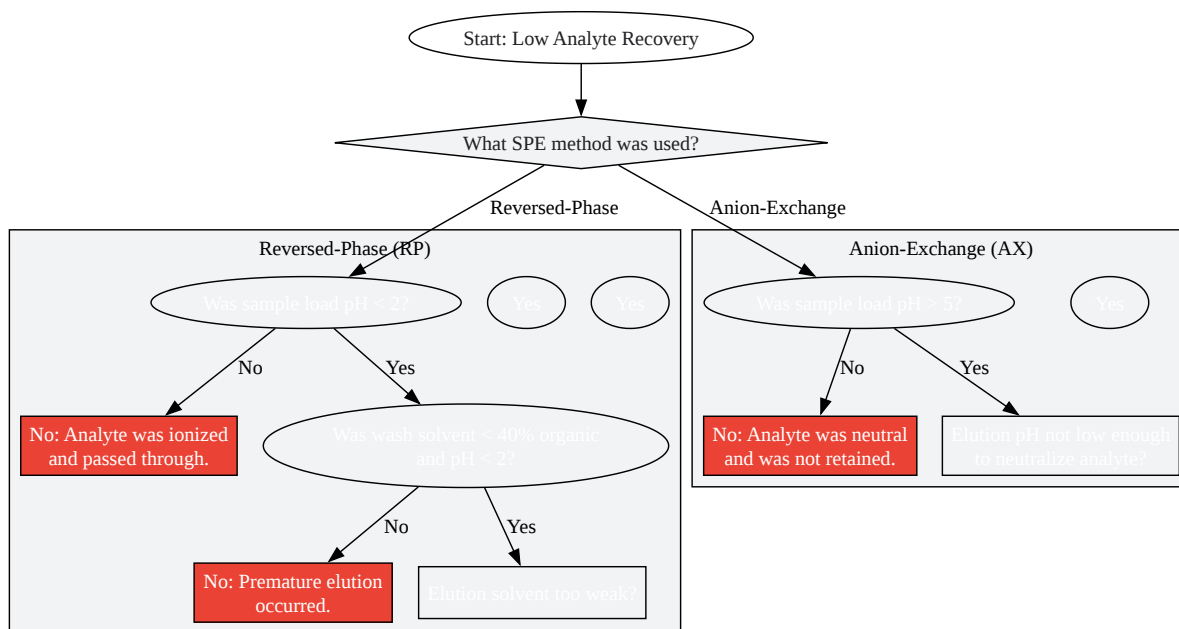 Start: Low Analyte Recovery
What SPE method was used?
Reversed-Phase
Anion-Exchange
Reversed-Phase (RP)
Anion-Exchange (AX)
Was sample load pH < 2?
Yes
Yes
Was sample load pH > 5?
Yes
No
Yes
No
Yes
No: Analyte was ionized
and passed through.
Was wash solvent < 40% organic
and pH < 2?
No: Analyte was neutral
and was not retained.
Elution pH not low enough
to neutralize analyte?
No
Yes
No: Premature elution
occurred.
Elution solvent too weak?